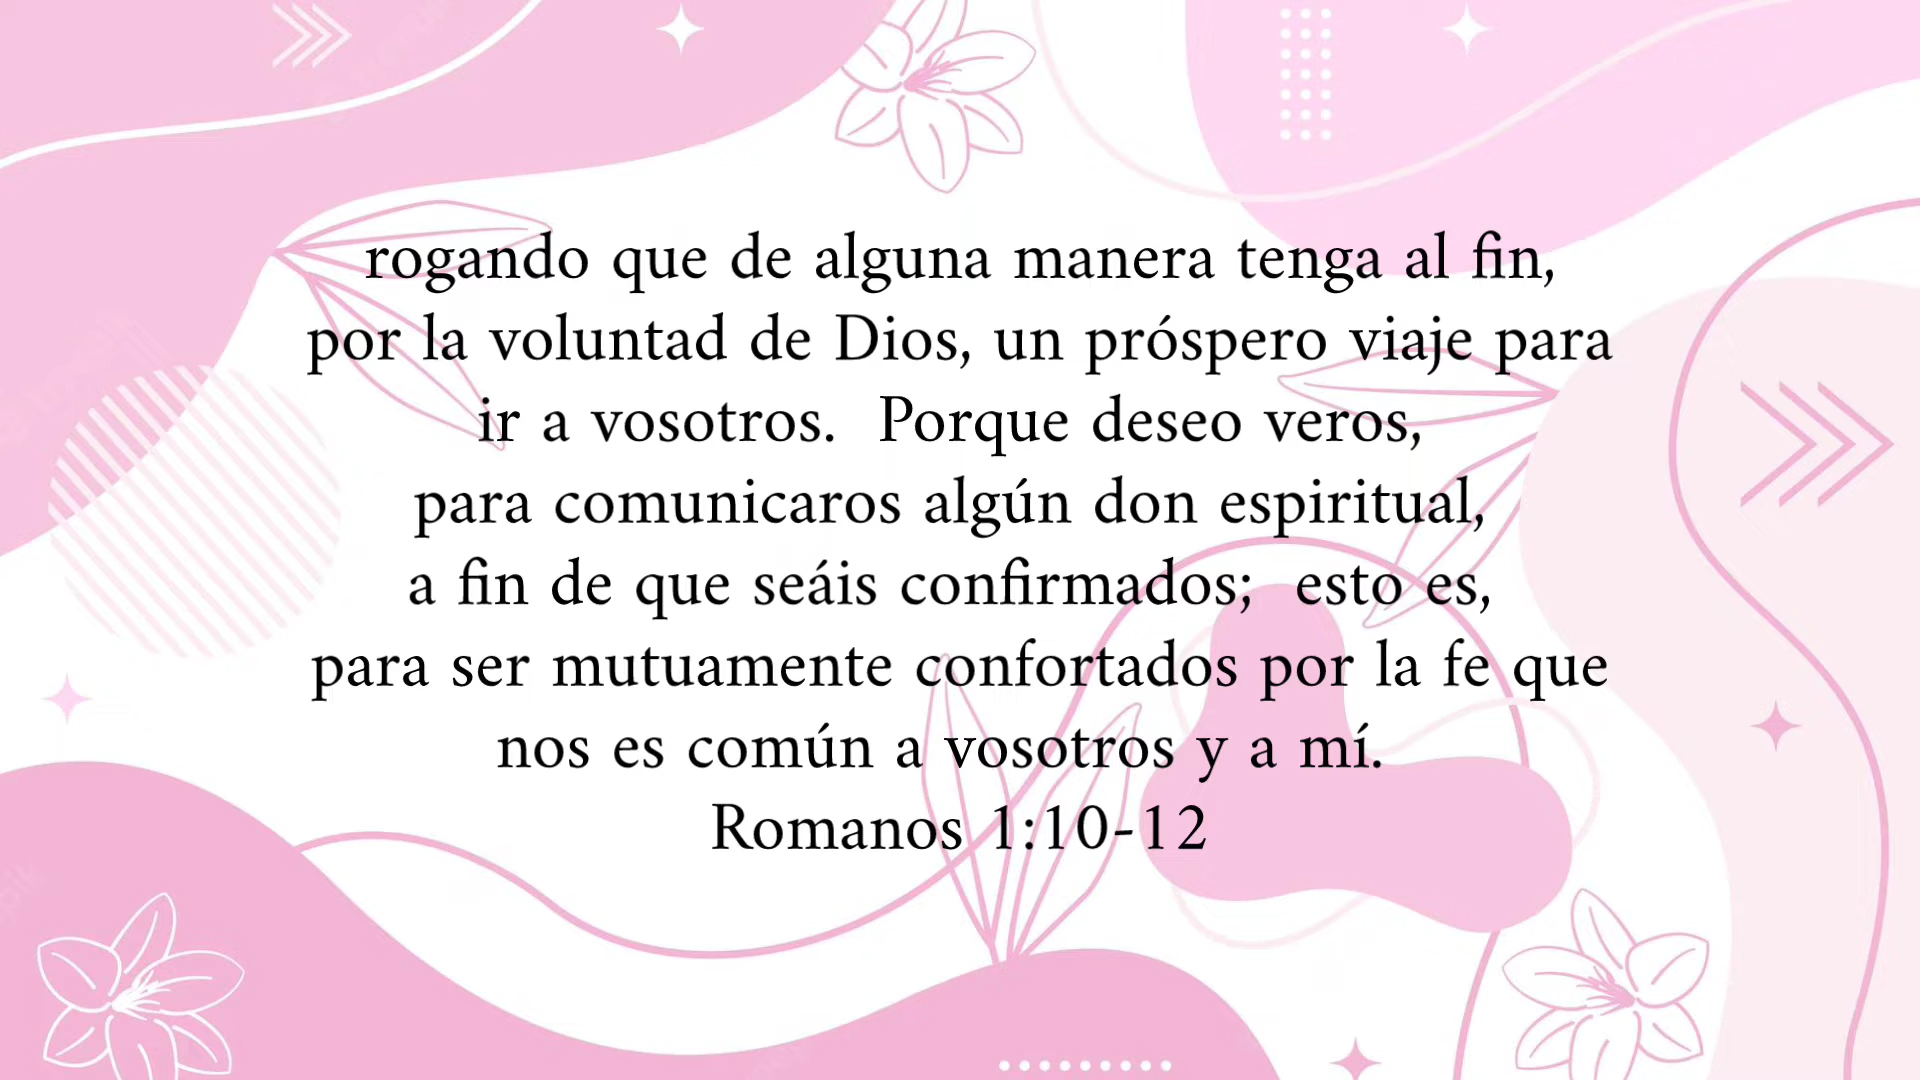 rogando que de alguna manera tenga al fin,
por la voluntad de Dios, un próspero viaje para
ir a vosotros. Porque deseo veros,
para comunicaros algún don espiritual,
a fin de que seáis confirmados; esto es,
para ser mutuamente confortados por la fe que
nos es común a vosotros y a mí.
Romanos 1:10-12